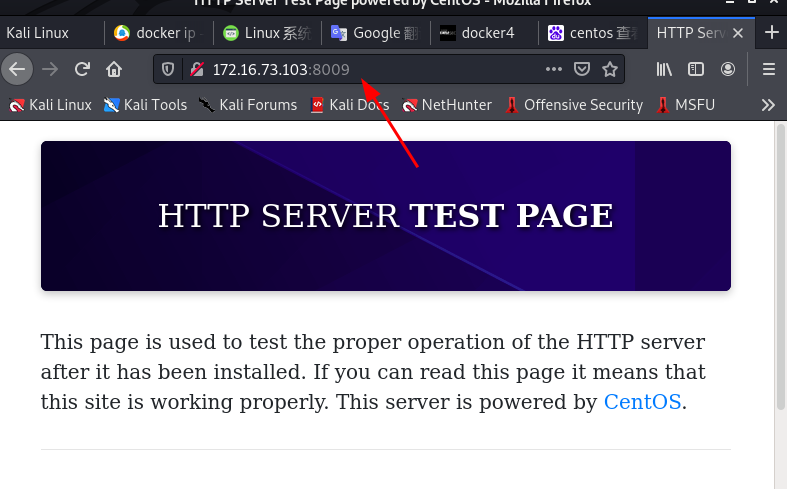 HTTP Server Test Page powered by CentOS - Mozilla Firefox
Kali Linux
docker ip -
Linux 系统
Google 翻
docker4
centos 查看
HTTP Serv
172.16.73.103:8009
Kali Linux
Kali Tools
Kali Forums
Kali Docs
NetHunter
Offensive Security
MSFU
HTTP SERVER TEST PAGE
This page is used to test the proper operation of the HTTP server
after it has been installed. If you can read this page it means that
this site is working properly. This server is powered by CentOS.